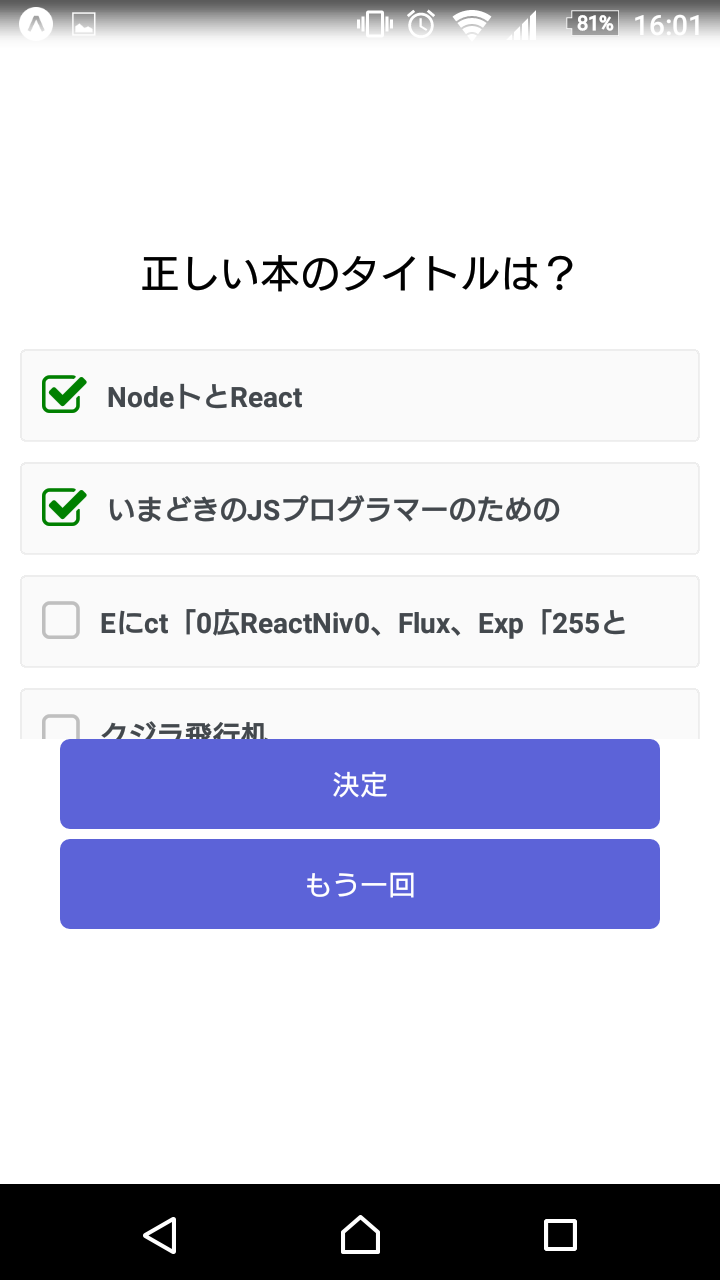 81% 16:01
正しい本のタイトルは？
NodeトとReact
いまどきのJSプログラマーのための
Eにct「0広ReactNiv0、Flux、Exp「255と
クジラ飛行机
決定
もう一回